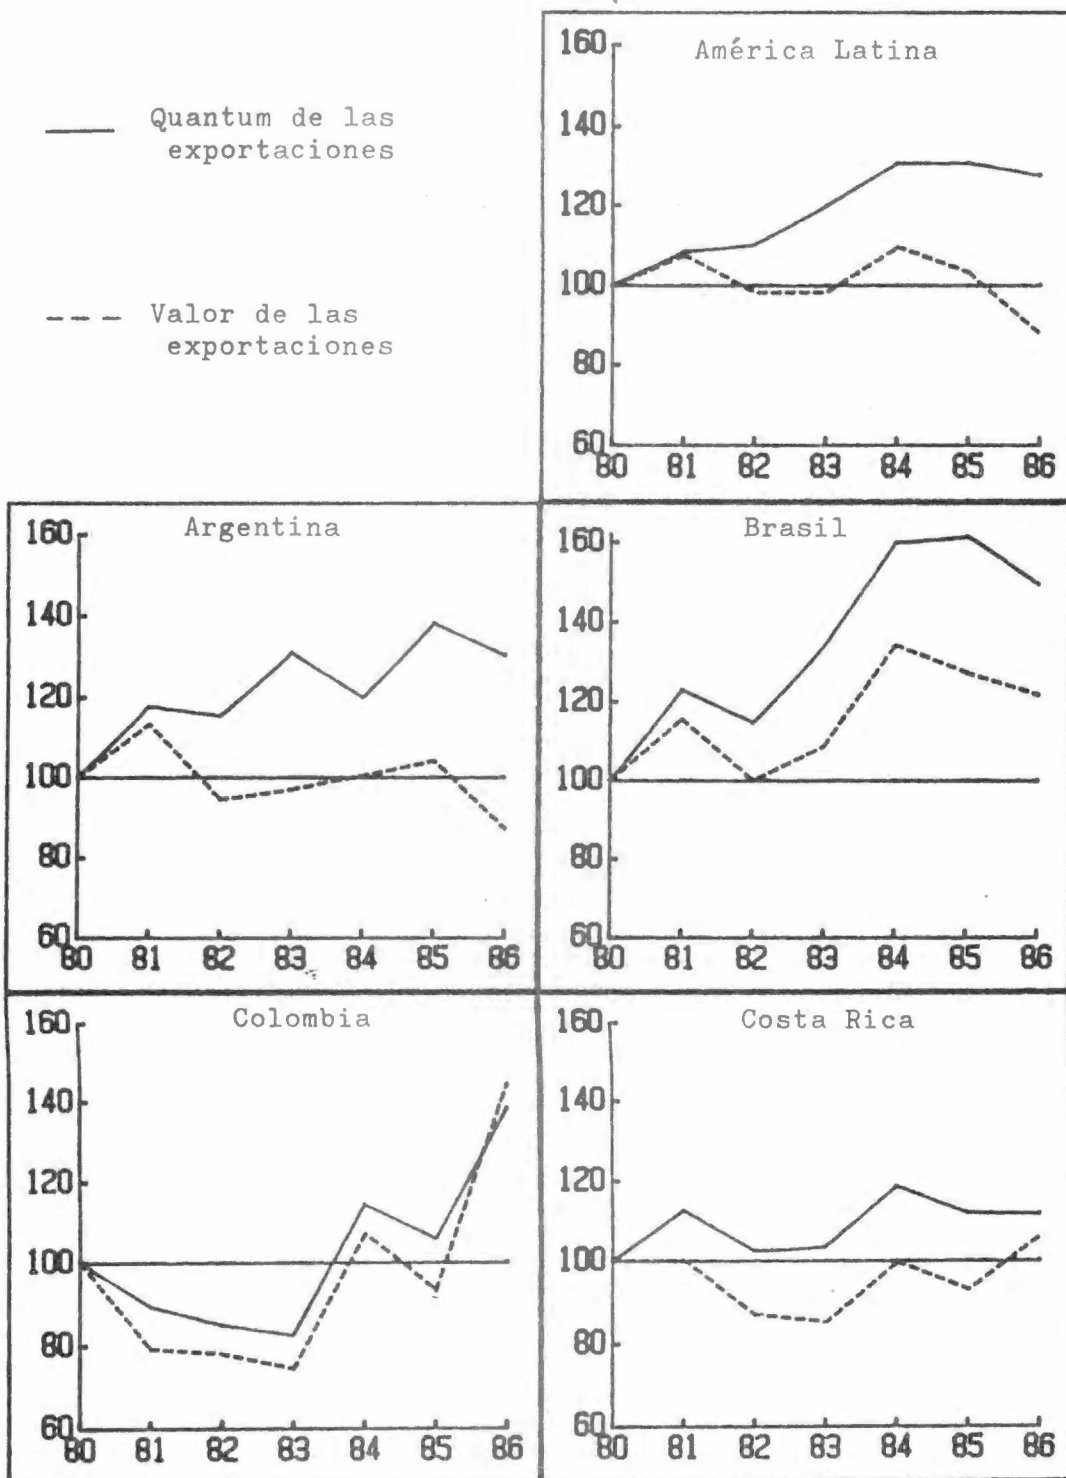 Quantum de las
exportaciones
Valor de las
exportaciones
América Latina
160
140
120
100
80
60
80 81 82 83 84 85 86
Argentina
160
140
120
100
80
60
80 81 82 83 84 85 86
Brasil
160
140
120
100
80
60
80 81 82 83 84 85 86
Colombia
160
140
120
100
80
60
80 81 82 83 84 85 86
Costa Rica
160
140
120
100
80
60
80 81 82 83 84 85 86